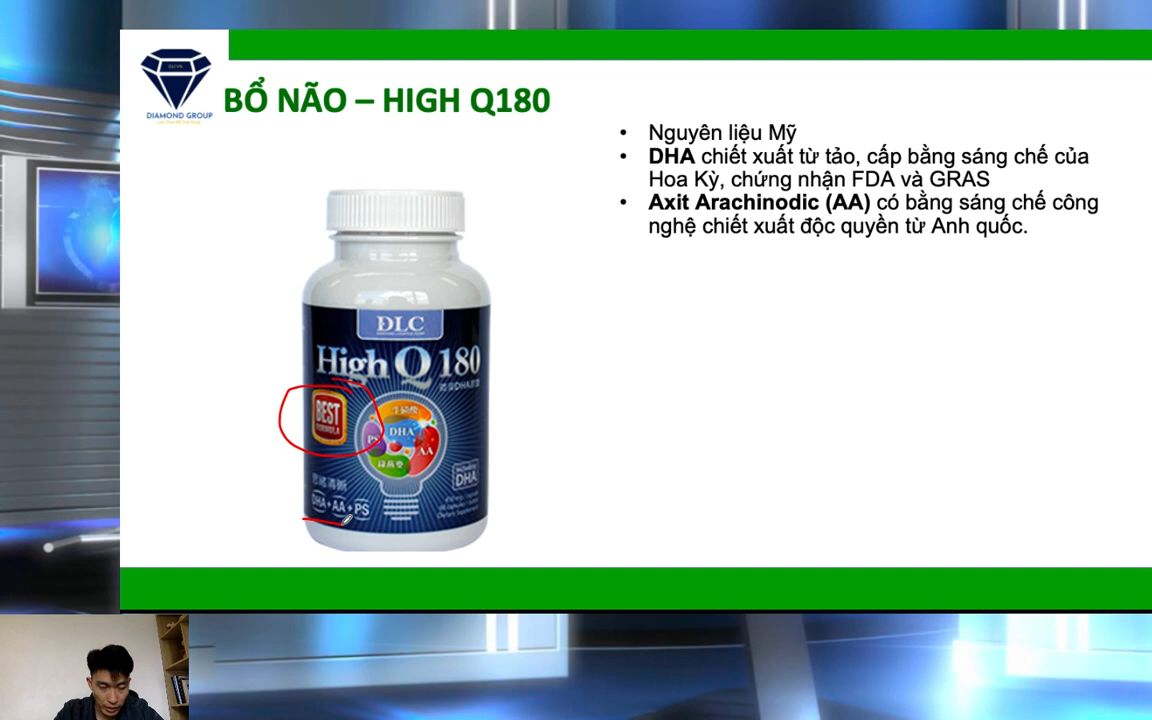 DIAMOND GROUP
BỔ NÃO – HIGH Q180
• Nguyên liệu Mỹ
• DHA chiết xuất từ tảo, cấp bằng sáng chế của
Hoa Kỳ, chứng nhận FDA và GRAS
• Axit Arachinodic (AA) có bằng sáng chế công
nghệ chiết xuất độc quyền từ Anh quốc.
DLC
High Q 180
BEST
FORMULA
DHA
PS
AA
DHA
DHA+AA+PS